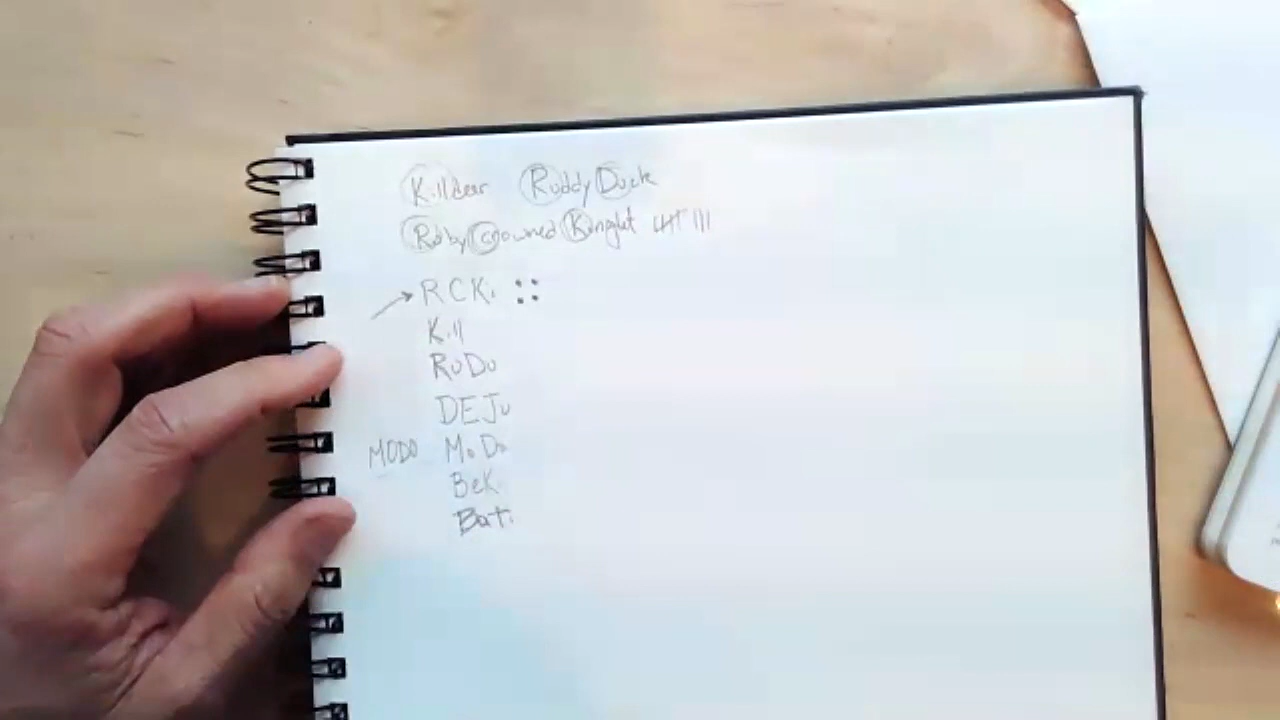 Killdeer Ruddy Duck
Ruby Crowned Kinglet
RCKi
Kill
RuDu
DEJu
MODO MoDo
BeKi
Bati